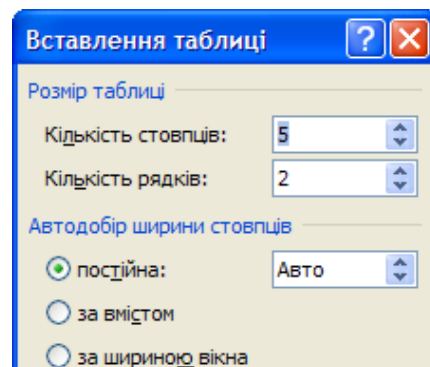 Вставлення таблиці ?
Розмір таблиці
Кількість стовпців: 5
Кількість рядків: 2
Автодобір ширини стовпців
постійна: Авто
за вмістом
за шириною вікна